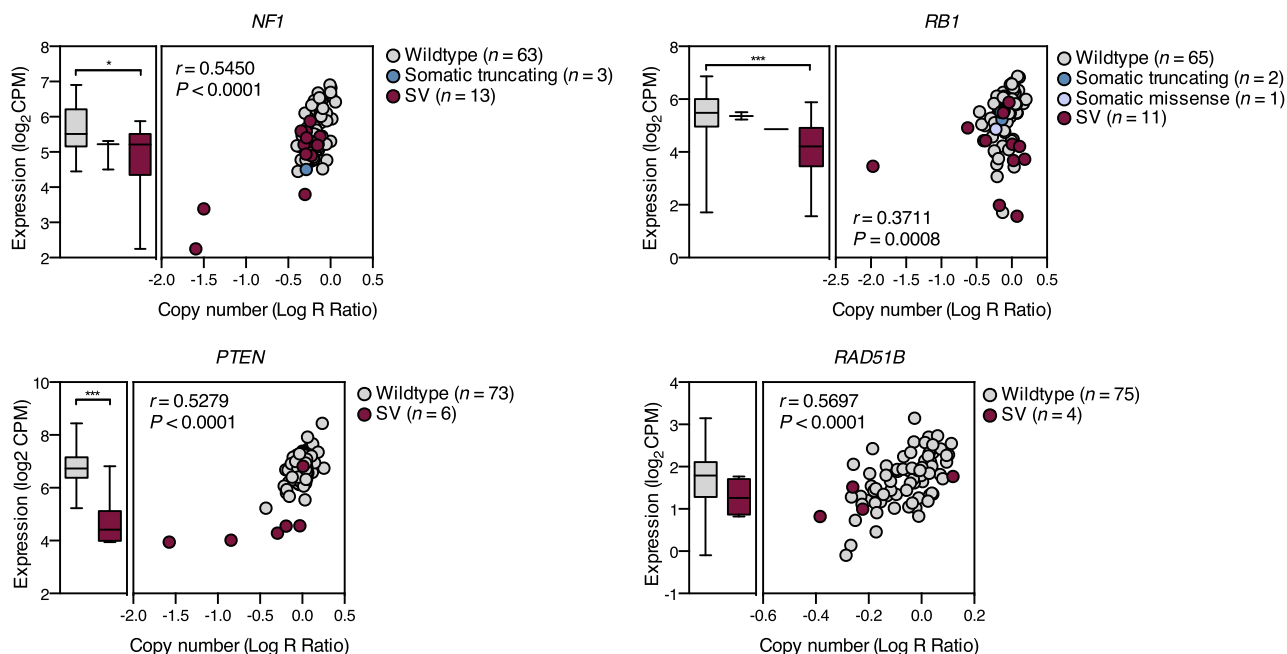 NF1
8
7
6
5
4
3
2
Expression (log2 CPM)
*
r = 0.5450
P < 0.0001
-2.0 -1.5 -1.0 -0.5 0.0 0.5
Copy number (Log R Ratio)
Wildtype (n = 63)
Somatic truncating (n = 3)
SV (n = 13)
RB1
8
6
4
2
0
Expression (log2 CPM)
***
r = 0.3711
P = 0.0008
-2.5 -2.0 -1.5 -1.0 -0.5 0.0 0.5
Copy number (Log R Ratio)
Wildtype (n = 65)
Somatic truncating (n = 2)
Somatic missense (n = 1)
SV (n = 11)
PTEN
10
8
6
4
2
Expression (log2 CPM)
***
r = 0.5279
P < 0.0001
-2.0 -1.5 -1.0 -0.5 0.0 0.5
Copy number (Log R Ratio)
Wildtype (n = 73)
SV (n = 6)
RAD51B
4
3
2
1
0
-1
Expression (log2 CPM)
r = 0.5697
P < 0.0001
-0.6 -0.4 -0.2 0.0 0.2
Copy number (Log R Ratio)
Wildtype (n = 75)
SV (n = 4)